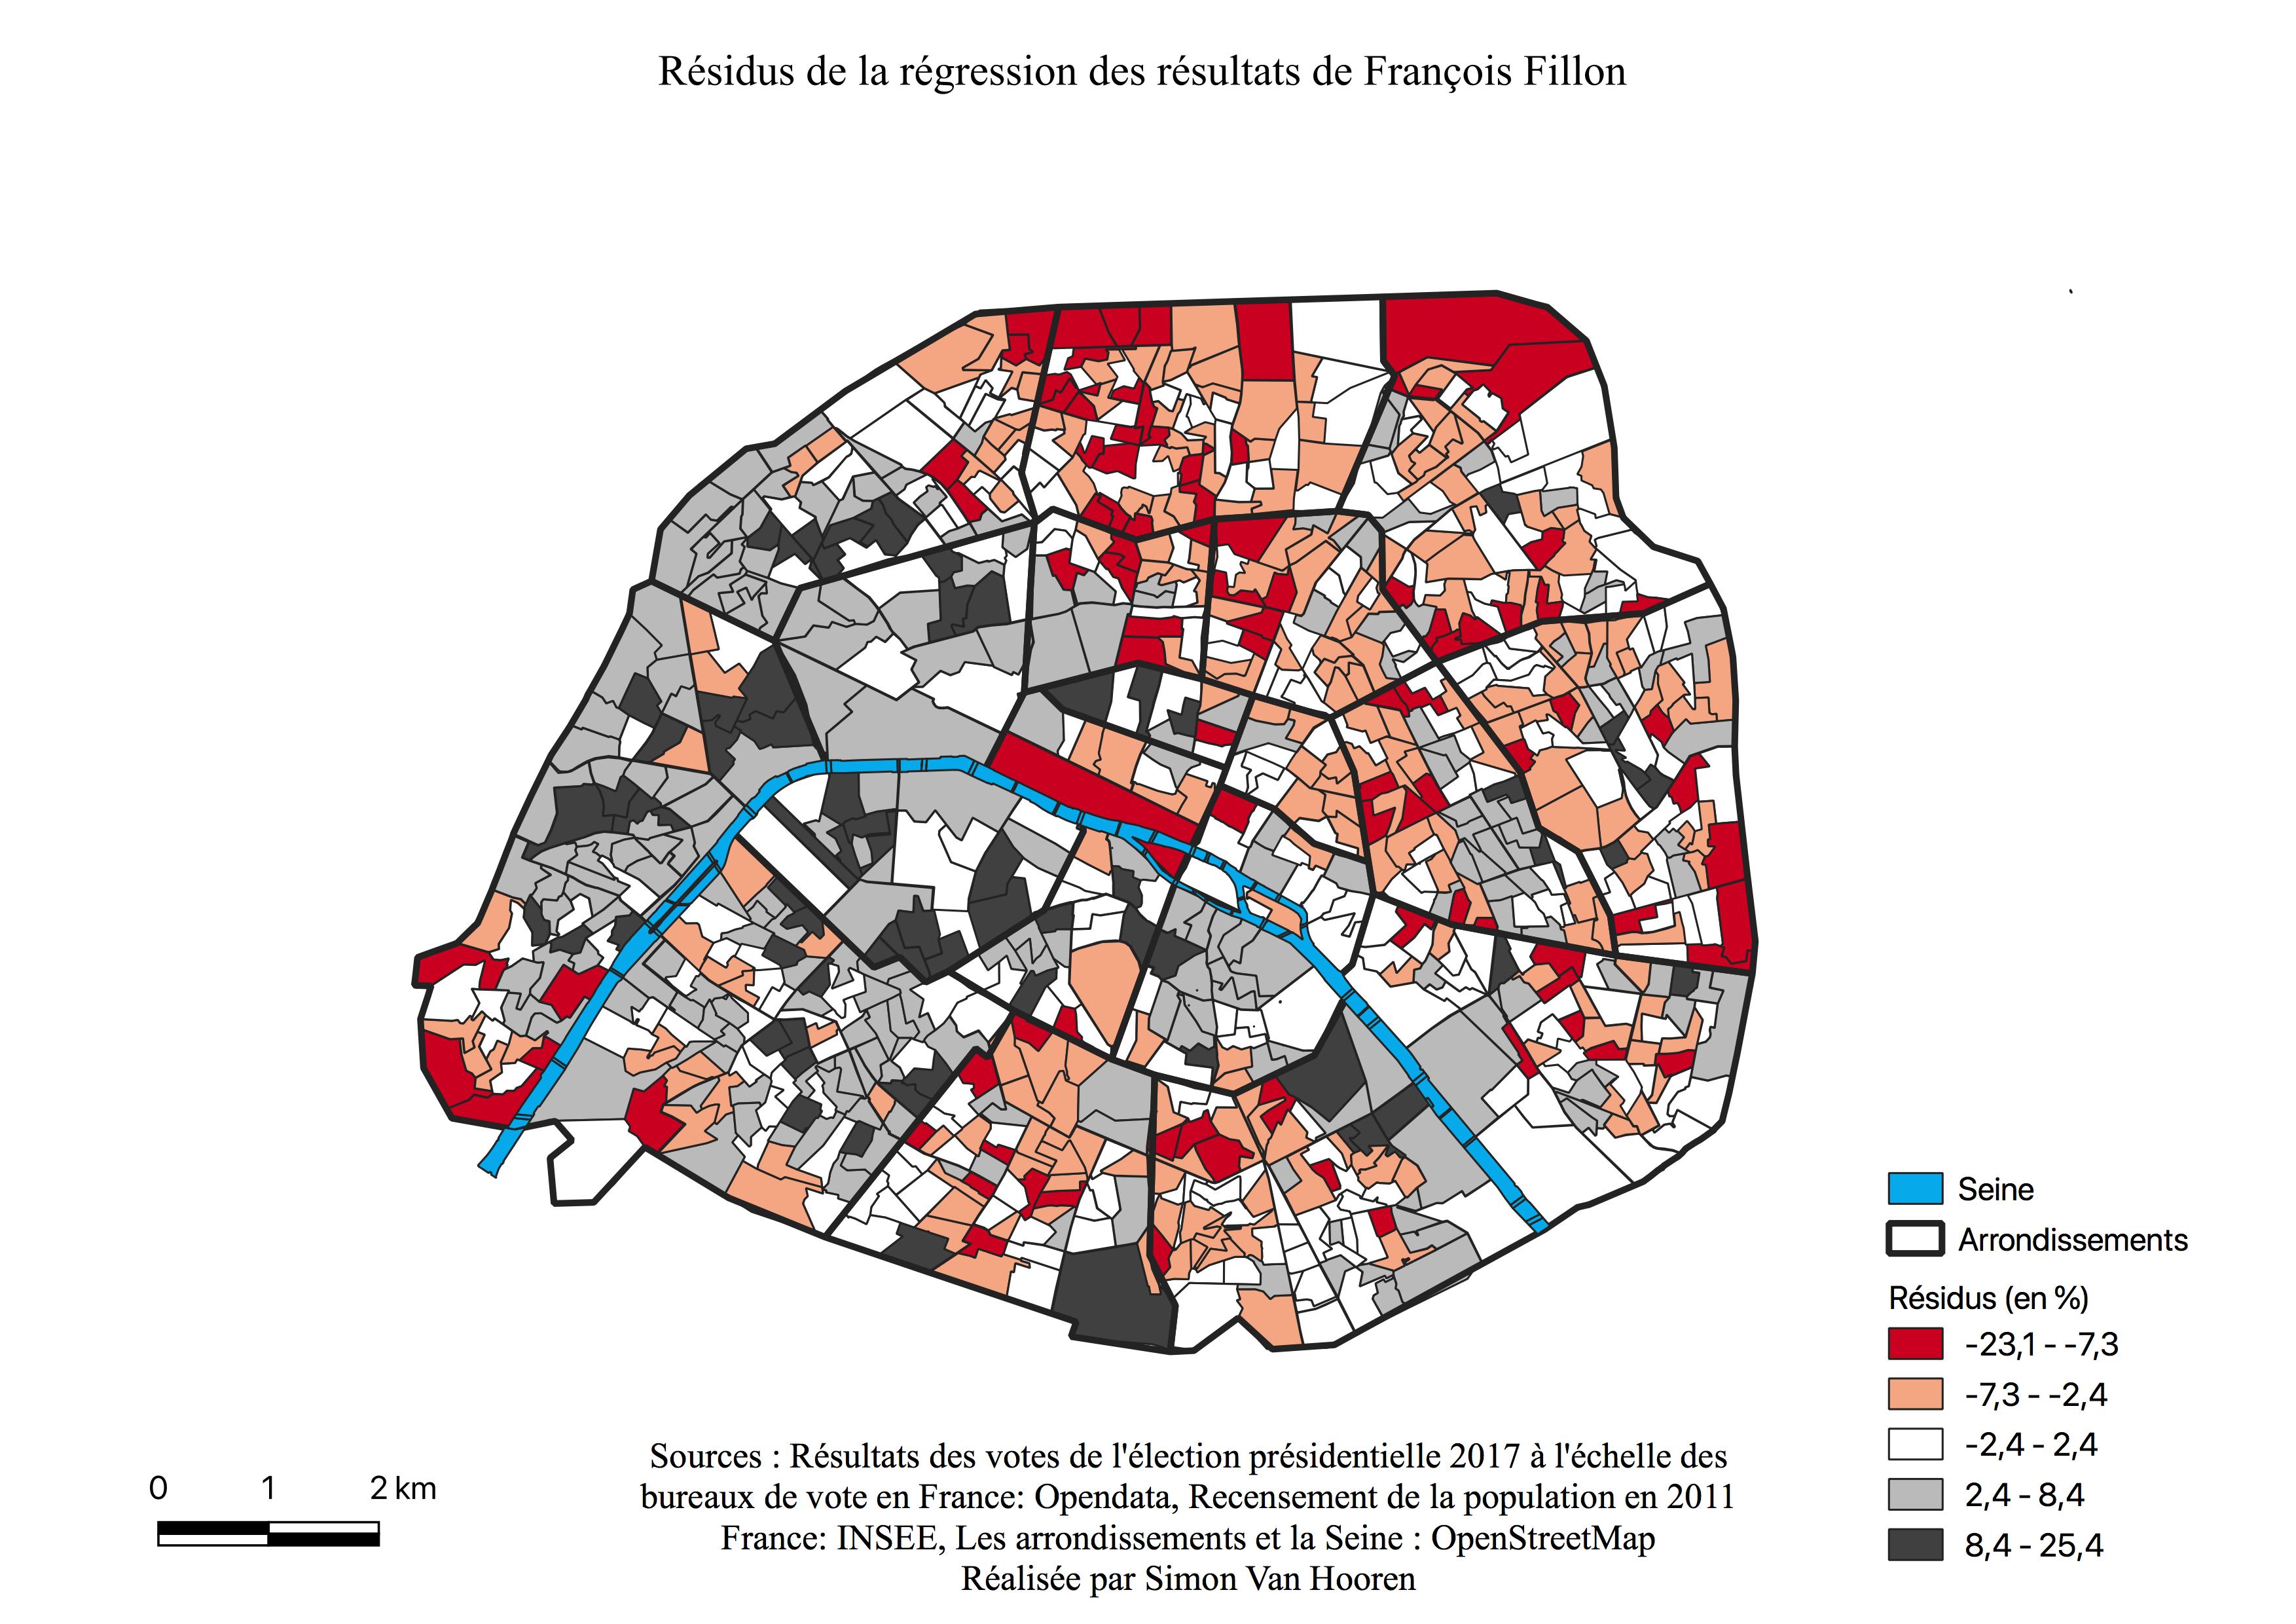 Résidus de la régression des résultats de François Fillon
Seine
Arrondissements
Résidus (en %)
-23,1 - -7,3
-7,3 - -2,4
-2,4 - 2,4
2,4 - 8,4
8,4 - 25,4
0 1 2 km
Sources : Résultats des votes de l'élection présidentielle 2017 à l'échelle des
bureaux de vote en France: Opendata, Recensement de la population en 2011
France: INSEE, Les arrondissements et la Seine : OpenStreetMap
Réalisée par Simon Van Hooren